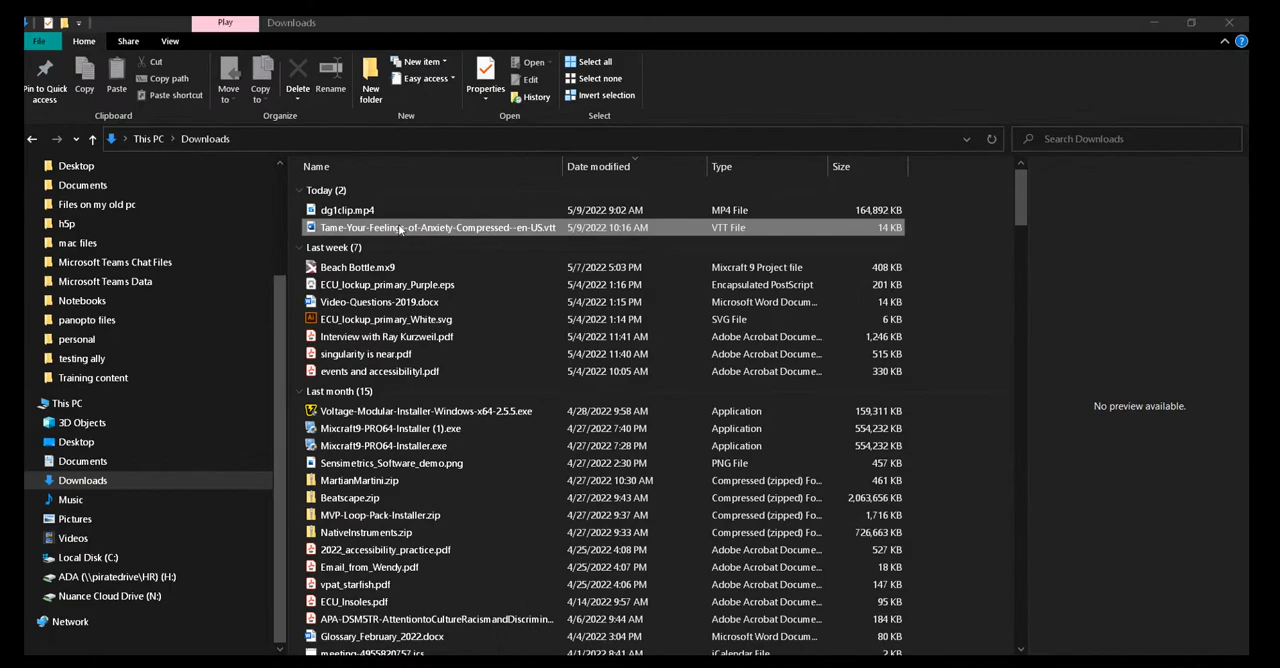 Play Downloads
File Home Share View
Pin to Quick access Copy Paste Cut Copy path Paste shortcut Move to Copy to Delete Rename New folder New item Easy access Properties Open Edit History Select all Select none Invert selection
Clipboard Organize New Open Select
This PC Downloads Search Downloads
Name Date modified Type Size
Desktop
Documents
Files on my old pc
h5p
mac files
Microsoft Teams Chat Files
Microsoft Teams Data
Notebooks
panopto files
personal
testing ally
Training content
This PC
3D Objects
Desktop
Documents
Downloads
Music
Pictures
Videos
Local Disk (C:)
ADA (\\piratedrive\HR) (H:)
Nuance Cloud Drive (N:)
Network
Today (2)
dg1clip.mp4 5/9/2022 9:02 AM MP4 File 164,892 KB
Tame-Your-Feelings-of-Anxiety-Compressed--en-US.vtt 5/9/2022 10:16 AM VTT File 14 KB
Last week (7)
Beach Bottle.mx9 5/7/2022 5:03 PM Mixcraft 9 Project file 408 KB
ECU_lockup_primary_Purple.eps 5/4/2022 1:16 PM Encapsulated PostScript 201 KB
Video-Questions-2019.docx 5/4/2022 1:15 PM Microsoft Word Docum... 14 KB
ECU_lockup_primary_White.svg 5/4/2022 1:14 PM SVG File 6 KB
Interview with Ray Kurzweil.pdf 5/4/2022 11:41 AM Adobe Acrobat Docume... 1,246 KB
singularity is near.pdf 5/4/2022 11:40 AM Adobe Acrobat Docume... 515 KB
events and accessibilityl.pdf 5/4/2022 10:05 AM Adobe Acrobat Docume... 330 KB
Last month (15)
Voltage-Modular-Installer-Windows-x64-2.5.5.exe 4/28/2022 9:58 AM Application 159,311 KB
Mixcraft9-PRO64-Installer (1).exe 4/27/2022 7:40 PM Application 554,232 KB
Mixcraft9-PRO64-Installer.exe 4/27/2022 7:28 PM Application 554,232 KB
Sensimetrics_Software_demo.png 4/27/2022 2:30 PM PNG File 457 KB
MartianMartini.zip 4/27/2022 10:30 AM Compressed (zipped) Fo... 461 KB
Beatscape.zip 4/27/2022 9:43 AM Compressed (zipped) Fo... 2,063,656 KB
MVP-Loop-Pack-Installer.zip 4/27/2022 9:37 AM Compressed (zipped) Fo... 1,716 KB
NativeInstruments.zip 4/27/2022 9:33 AM Compressed (zipped) Fo... 726,663 KB
2022_accessibility_practice.pdf 4/25/2022 4:08 PM Adobe Acrobat Docume... 527 KB
Email_from_Wendy.pdf 4/25/2022 4:07 PM Adobe Acrobat Docume... 18 KB
vpat_starfish.pdf 4/25/2022 4:06 PM Adobe Acrobat Docume... 147 KB
ECU_Insoles.pdf 4/14/2022 9:57 AM Adobe Acrobat Docume... 95 KB
APA-DSM5TR-AttentiontoCultureRacismandDiscrimin... 4/6/2022 9:44 AM Adobe Acrobat Docume... 184 KB
Glossary_February_2022.docx 4/4/2022 3:04 PM Microsoft Word Docum... 80 KB
meeting-4955820757.ics 4/1/2022 8:41 AM iCalendar File 2 KB
No preview available.